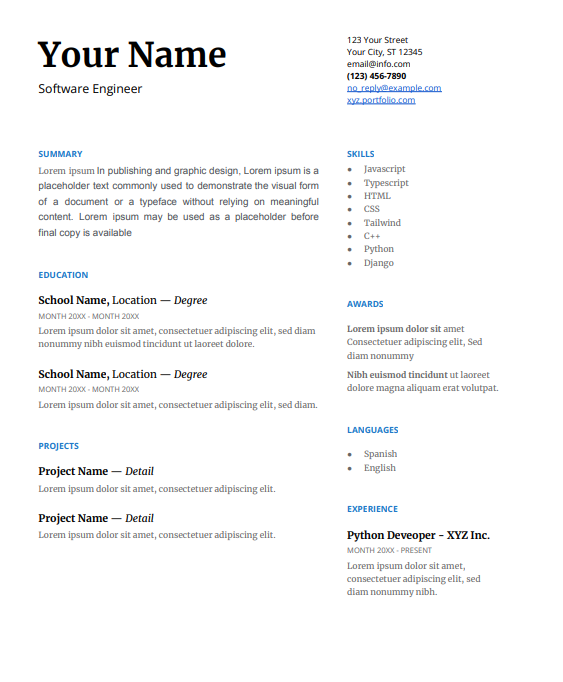 Your Name
Software Engineer
123 Your Street
Your City, ST 12345
email@info.com
(123) 456-7890
no_reply@example.com
xyz.portfolio.com
SUMMARY
Lorem ipsum In publishing and graphic design, Lorem ipsum is a
placeholder text commonly used to demonstrate the visual form
of a document or a typeface without relying on meaningful
content. Lorem ipsum may be used as a placeholder before
final copy is available
EDUCATION
School Name, Location — Degree
MONTH 20XX - MONTH 20XX
Lorem ipsum dolor sit amet, consectetuer adipiscing elit, sed diam
nonummy nibh euismod tincidunt ut laoreet dolore.
School Name, Location — Degree
MONTH 20XX - MONTH 20XX
Lorem ipsum dolor sit amet, consectetuer adipiscing elit, sed diam.
PROJECTS
Project Name — Detail
Lorem ipsum dolor sit amet, consectetuer adipiscing elit.
Project Name — Detail
Lorem ipsum dolor sit amet, consectetuer adipiscing elit.
SKILLS
● Javascript
● Typescript
● HTML
● CSS
● Tailwind
● C++
● Python
● Django
AWARDS
Lorem ipsum dolor sit amet
Consectetuer adipiscing elit, Sed
diam nonummy
Nibh euismod tincidunt ut laoreet
dolore magna aliquam erat volutpat.
LANGUAGES
● Spanish
● English
EXPERIENCE
Python Deveoper - XYZ Inc.
MONTH 20XX - PRESENT
Lorem ipsum dolor sit amet,
consectetuer adipiscing elit, sed
diam nonummy nibh.